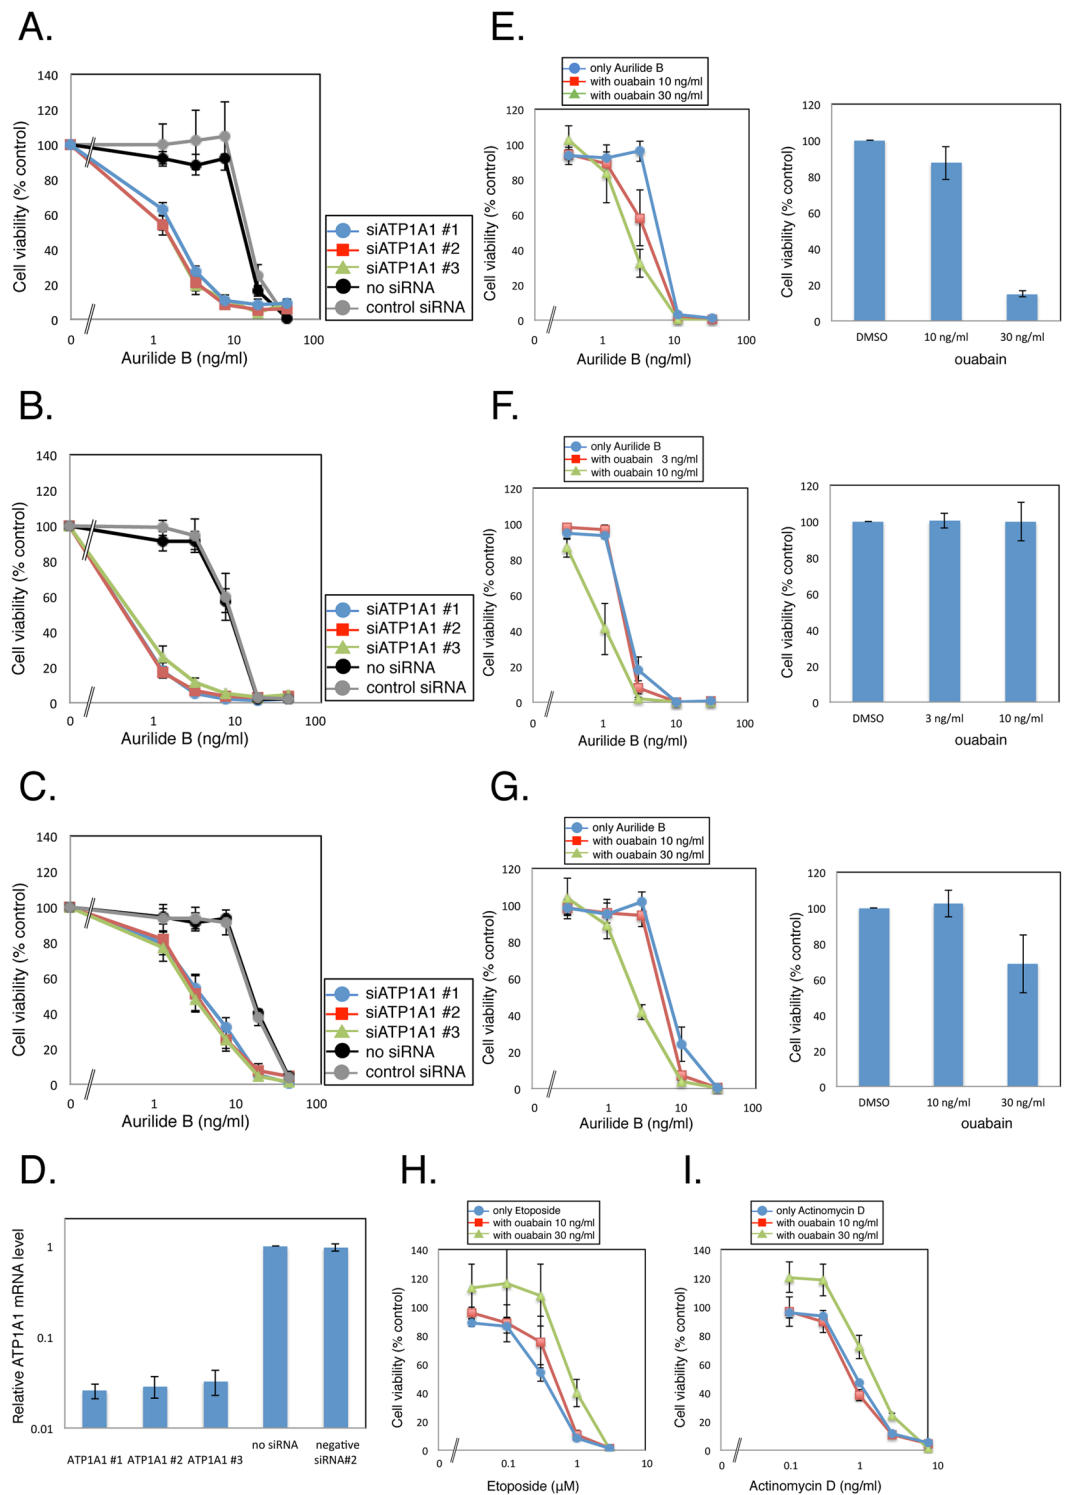 A.
140
120
100
80
60
40
20
0
Cell viability (% control)
0 1 10 100
Aurilide B (ng/ml)
siATP1A1 #1
siATP1A1 #2
siATP1A1 #3
no siRNA
control siRNA
E.
only Aurilide B
with ouabain 10 ng/ml
with ouabain 30 ng/ml
120
100
80
60
40
20
0
Cell viability (% control)
0 1 10 100
Aurilide B (ng/ml)
120
100
80
60
40
20
0
Cell viability (% control)
DMSO 10 ng/ml 30 ng/ml
ouabain
B.
140
120
100
80
60
40
20
0
Cell viability (% control)
0 1 10 100
Aurilide B (ng/ml)
siATP1A1 #1
siATP1A1 #2
siATP1A1 #3
no siRNA
control siRNA
F.
only Aurilide B
with ouabain 3 ng/ml
with ouabain 10 ng/ml
120
100
80
60
40
20
0
Cell viability (% control)
0 1 10 100
Aurilide B (ng/ml)
120
100
80
60
40
20
0
Cell viability (% control)
DMSO 3 ng/ml 10 ng/ml
ouabain
C.
140
120
100
80
60
40
20
0
Cell viability (% control)
0 1 10 100
Aurilide B (ng/ml)
siATP1A1 #1
siATP1A1 #2
siATP1A1 #3
no siRNA
control siRNA
G.
only Aurilide B
with ouabain 10 ng/ml
with ouabain 30 ng/ml
120
100
80
60
40
20
0
Cell viability (% control)
0 1 10 100
Aurilide B (ng/ml)
120
100
80
60
40
20
0
Cell viability (% control)
DMSO 10 ng/ml 30 ng/ml
ouabain
D.
1
0.1
0.01
Relative ATP1A1 mRNA level
ATP1A1 #1 ATP1A1 #2 ATP1A1 #3 no siRNA negative
siRNA#2
H.
only Etoposide
with ouabain 10 ng/ml
with ouabain 30 ng/ml
140
120
100
80
60
40
20
0
Cell viability (% control)
0 0.1 1 10
Etoposide (µM)
I.
only Actinomycin D
with ouabain 10 ng/ml
with ouabain 30 ng/ml
140
120
100
80
60
40
20
0
Cell viability (% control)
0 0.1 1 10
Actinomycin D (ng/ml)